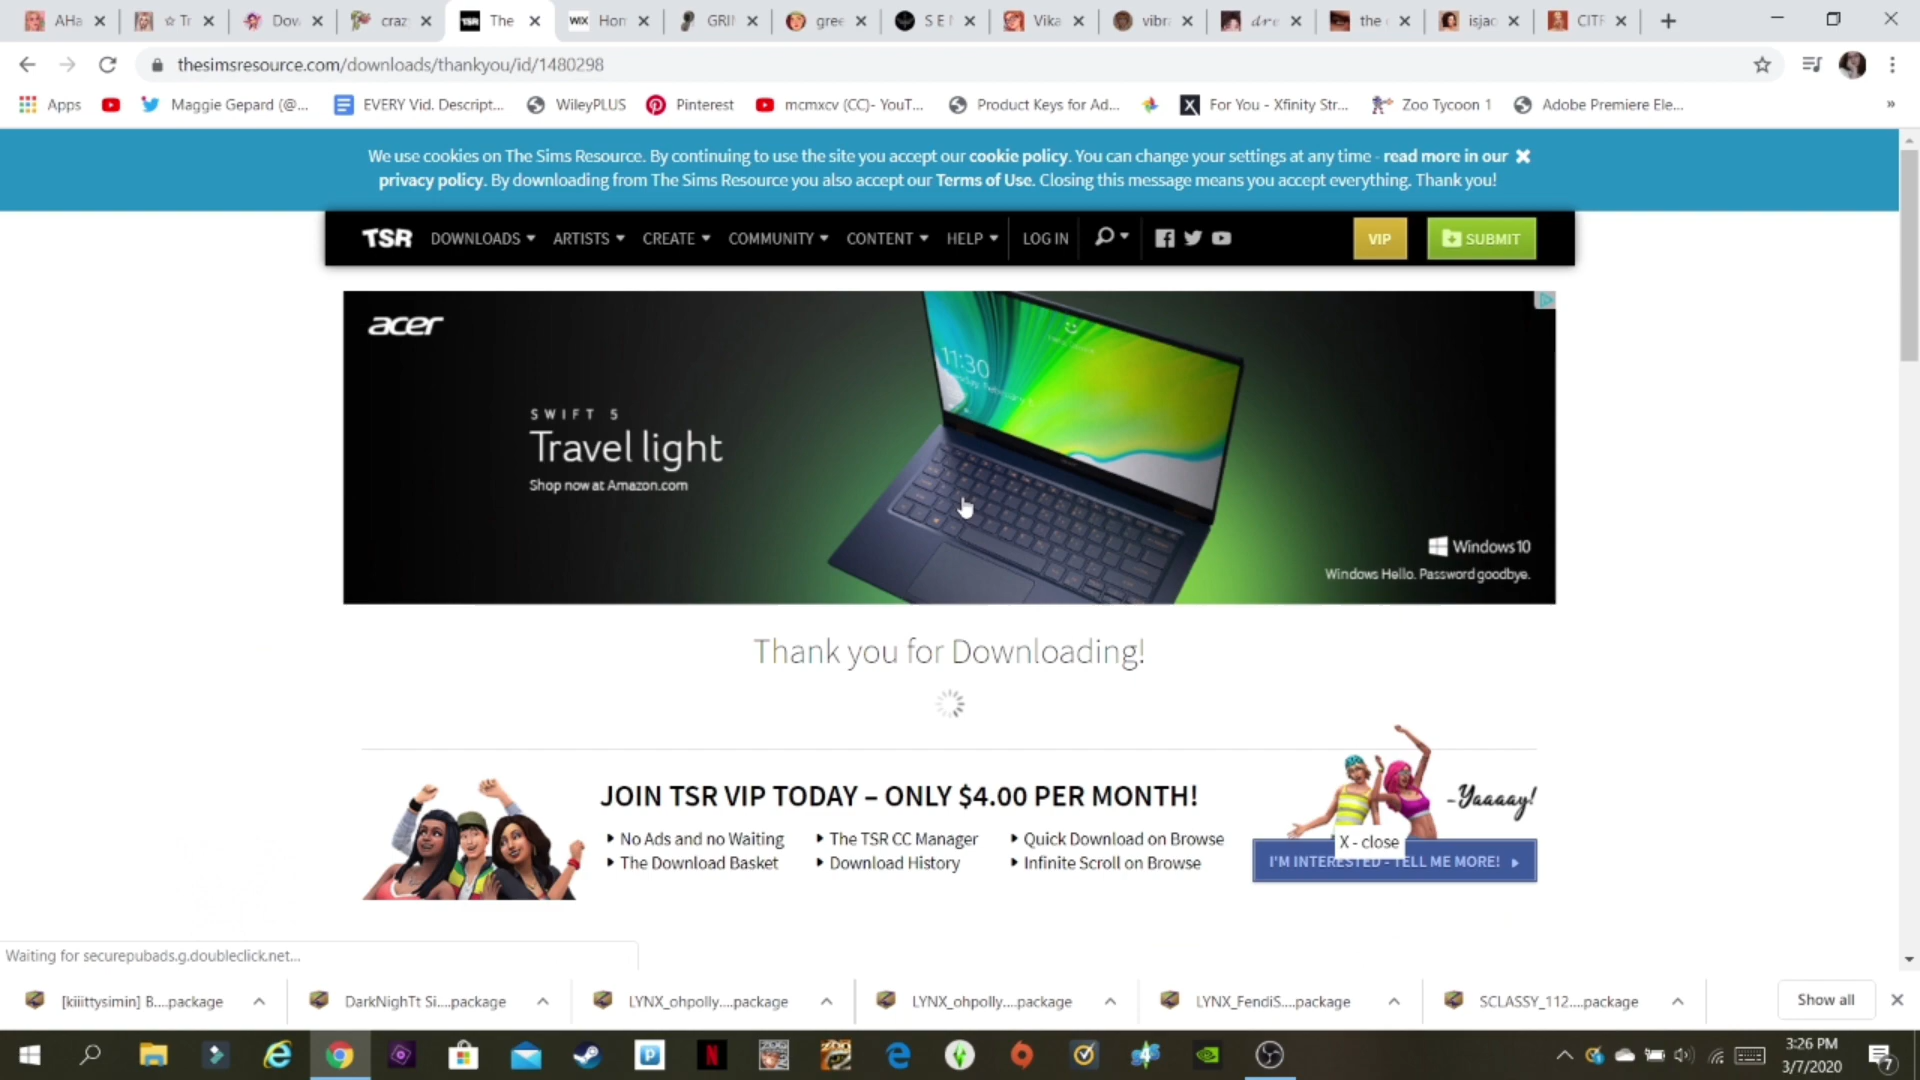 AHa
☆ Tr
Dow
craz
The
WIX Hom
GRIN
gree
S E N
Vika
vibra
dre
the
isjao
CITR
thesimsresource.com/downloads/thankyou/id/1480298
Apps
Maggie Gepard (@...
EVERY Vid. Descript...
WileyPLUS
Pinterest
mcmxcv (CC)- YouT...
Product Keys for Ad...
For You - Xfinity Str...
Zoo Tycoon 1
Adobe Premiere Ele...
»
We use cookies on The Sims Resource. By continuing to use the site you accept our cookie policy. You can change your settings at any time - read more in our
privacy policy. By downloading from The Sims Resource you also accept our Terms of Use. Closing this message means you accept everything. Thank you!
TSR DOWNLOADS ARTISTS CREATE COMMUNITY CONTENT HELP LOG IN VIP SUBMIT
acer
11:30
SWIFT 5
Travel light
Shop now at Amazon.com
Windows 10
Windows Hello. Password goodbye.
Thank you for Downloading!
JOIN TSR VIP TODAY – ONLY $4.00 PER MONTH!
-Yaaaay!
No Ads and no Waiting
The TSR CC Manager
Quick Download on Browse
X - close
The Download Basket
Download History
Infinite Scroll on Browse
I'M INTERESTED - TELL ME MORE!
Waiting for securepubads.g.doubleclick.net...
[kiiittysimin] B....package
DarkNighTt Si....package
LYNX_ohpolly....package
LYNX_ohpolly....package
LYNX_FendiS....package
SCLASSY_112....package
Show all
3:26 PM
3/7/2020
7